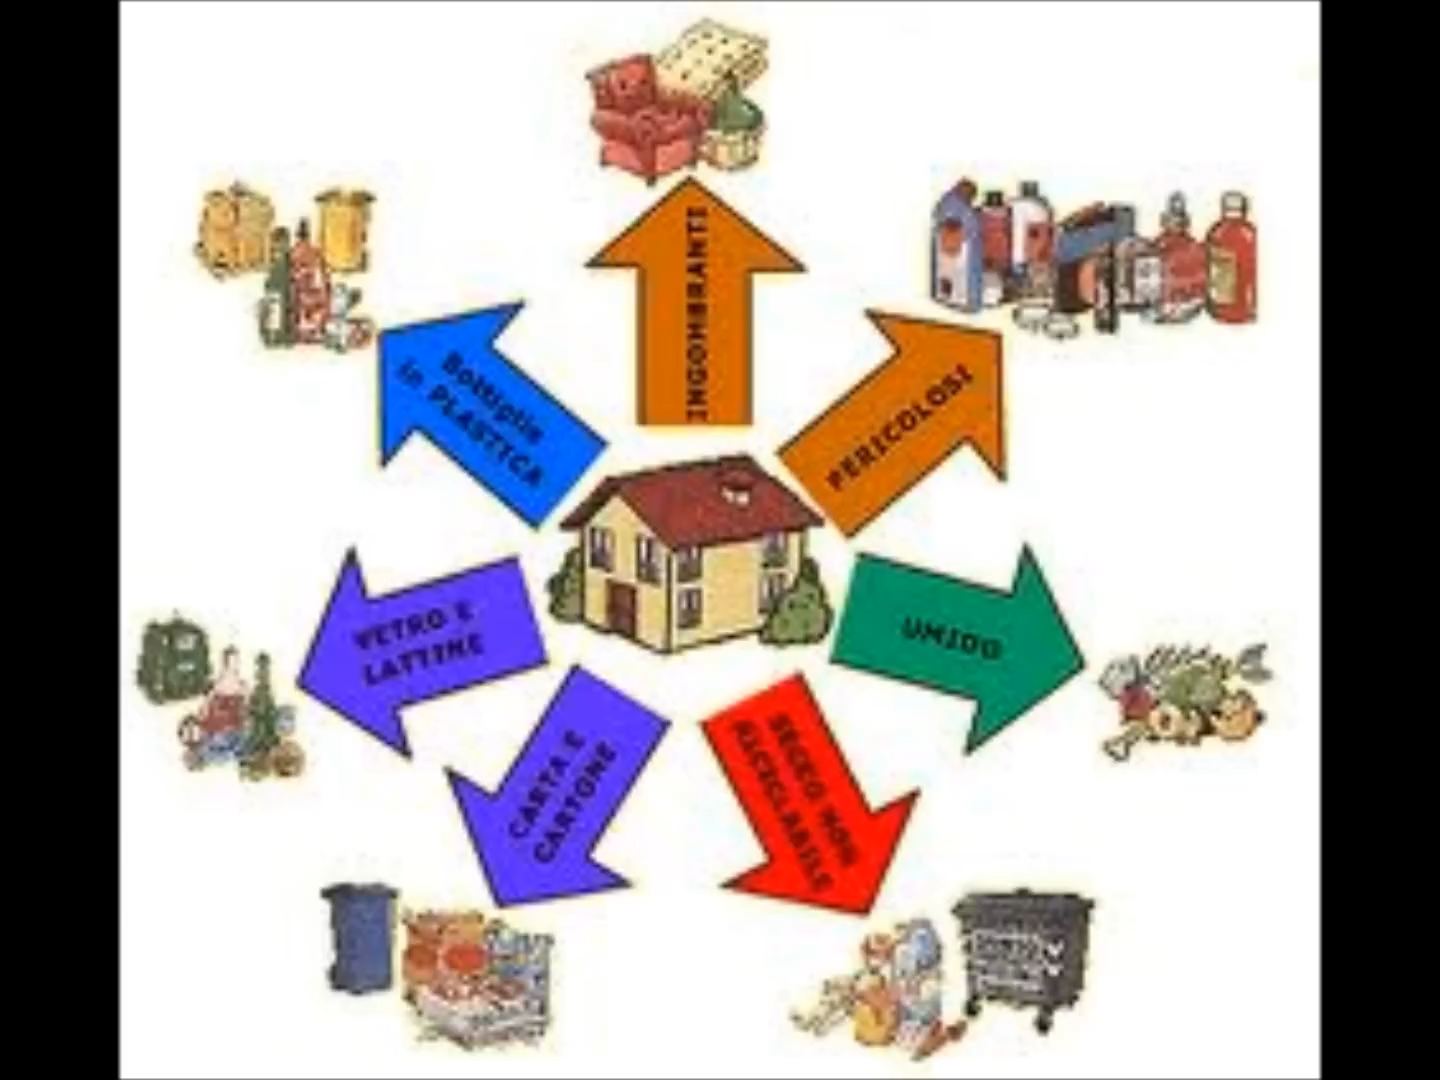 INGOMBRANTI
Bottiglie
in PLASTICA
PERICOLOSI
VETRO E
LATTINE
UMIDO
CARTA E
CARTONE
SECCO NON
RICICLABILE